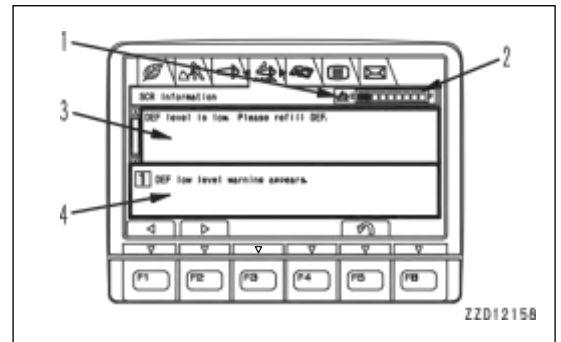 1
2
SCR Information
3
DEF level is low. Please refill DEF.
1 DEF low level warning appears.
4
F1 F2 F3 F4 F5 F6
ZZD12158